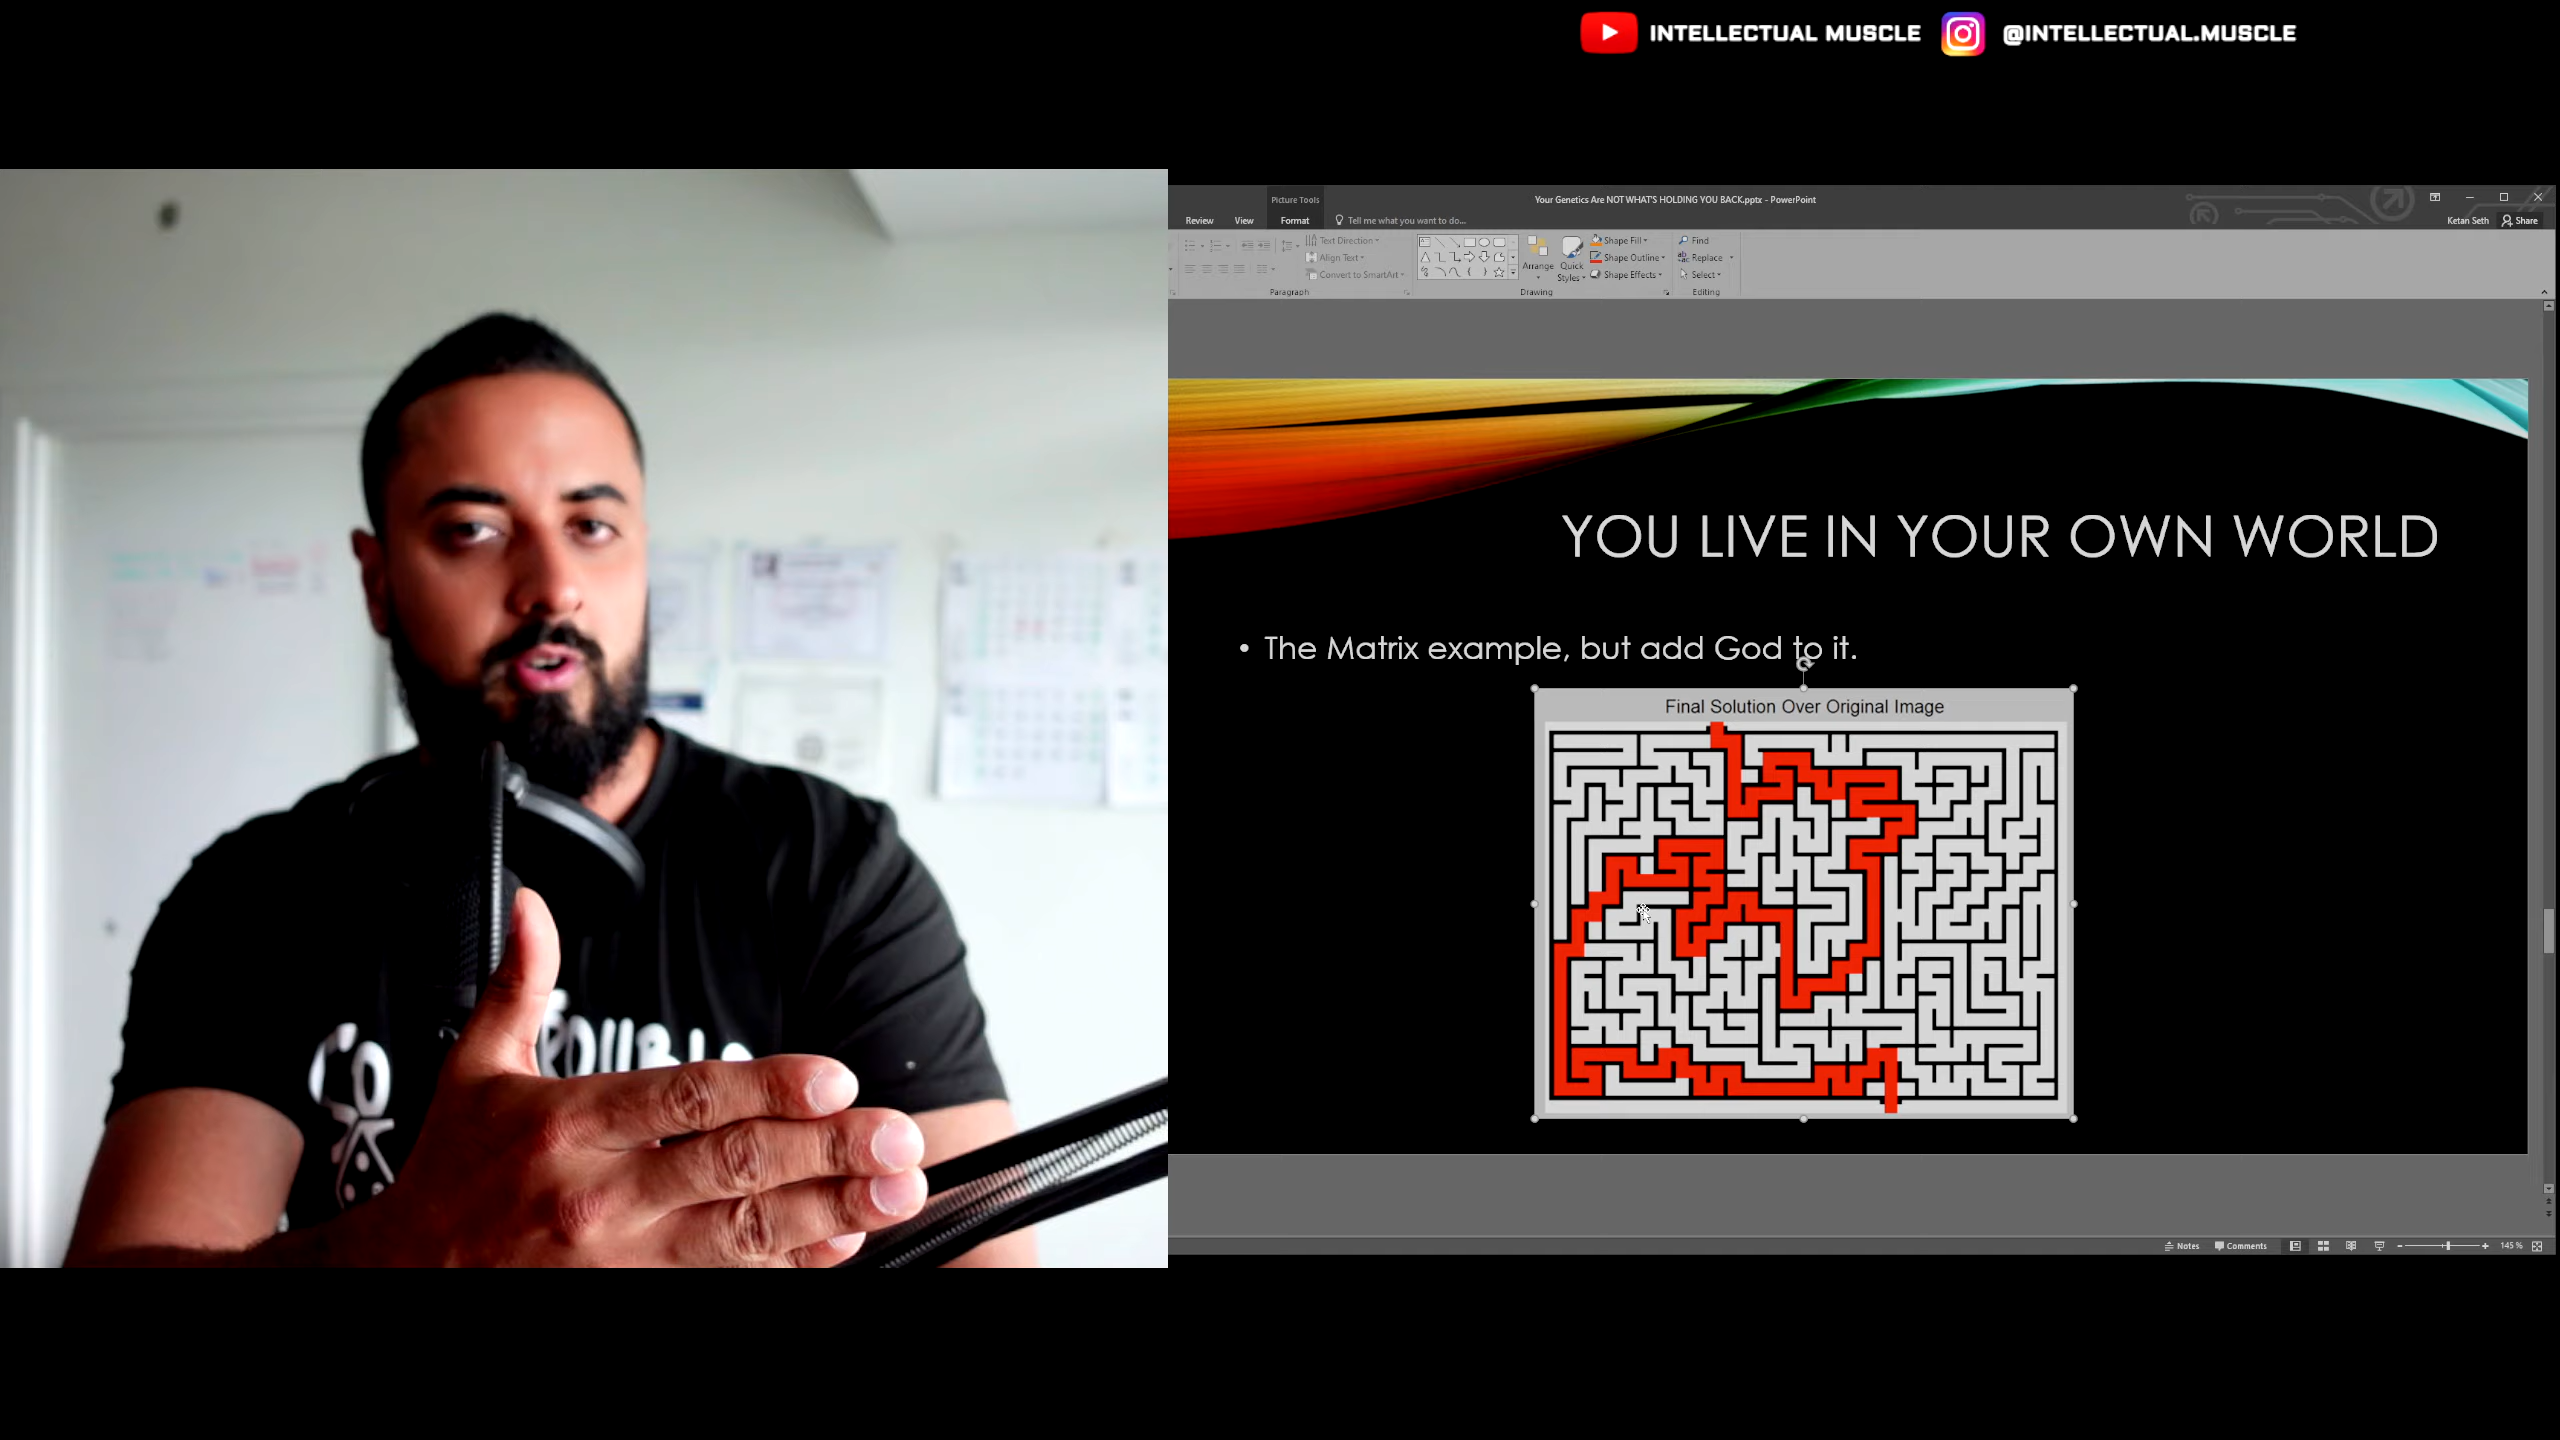 INTELLECTUAL MUSCLE @INTELLECTUAL.MUSCLE
Picture Tools
Your Genetics Are NOT WHAT'S HOLDING YOU BACK.pptx - PowerPoint
Review View Format Tell me what you want to do...
Ketan Seth Share
Text Direction
Align Text
Convert to SmartArt
Paragraph
Arrange
Quick Styles
Shape Fill
Shape Outline
Shape Effects
Drawing
Find
Replace
Select
Editing
YOU LIVE IN YOUR OWN WORLD
• The Matrix example, but add God to it.
Final Solution Over Original Image
Notes Comments 145 %